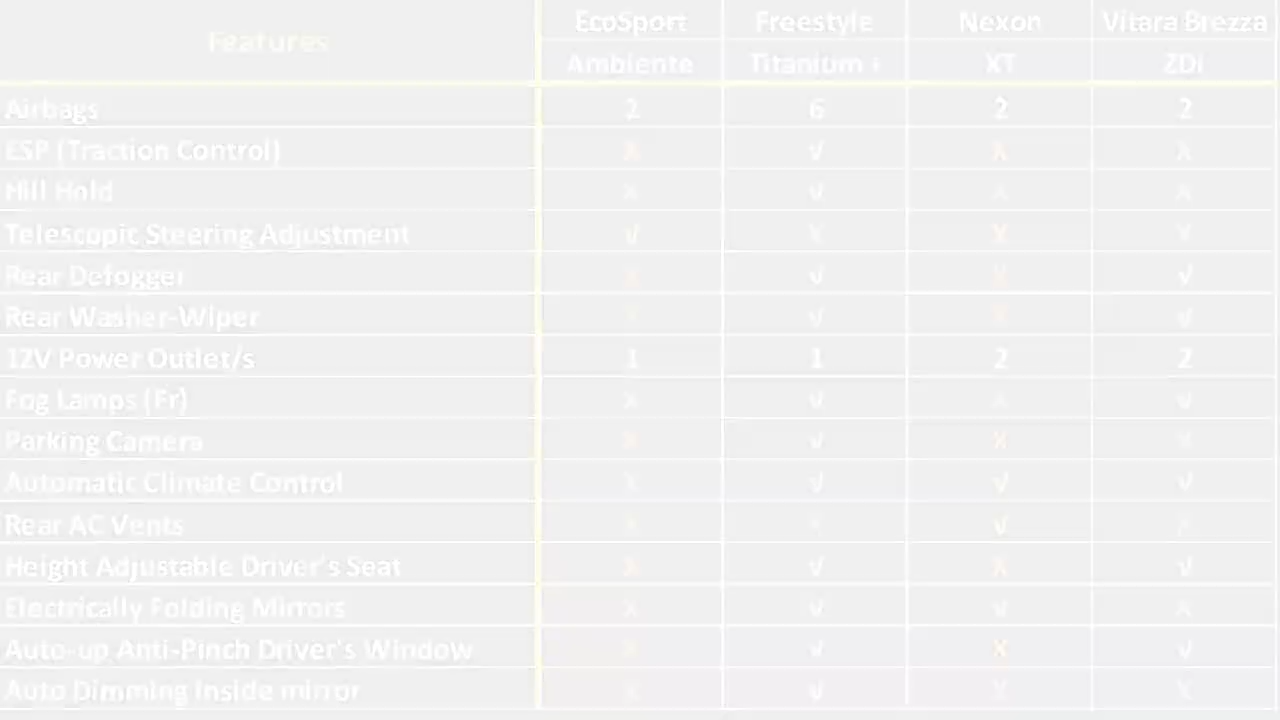 Features EcoSport Freestyle Nexon Vitara Brezza
Ambiente Titanium + XT ZDi
Airbags 2 6 2 2
ESP (Traction Control) X √ X X
Hill Hold X √ X X
Telescopic Steering Adjustment √ X X X
Rear Defogger X √ X √
Rear Washer-Wiper X √ X √
12V Power Outlet/s 1 1 2 2
Fog Lamps (Fr) X √ X √
Parking Camera X √ X X
Automatic Climate Control X √ √ √
Rear AC Vents X X √ X
Height Adjustable Driver's Seat X √ X √
Electrically Folding Mirrors X √ √ X
Auto-up Anti-Pinch Driver's Window X √ X √
Auto Dimming Inside mirror X √ X X